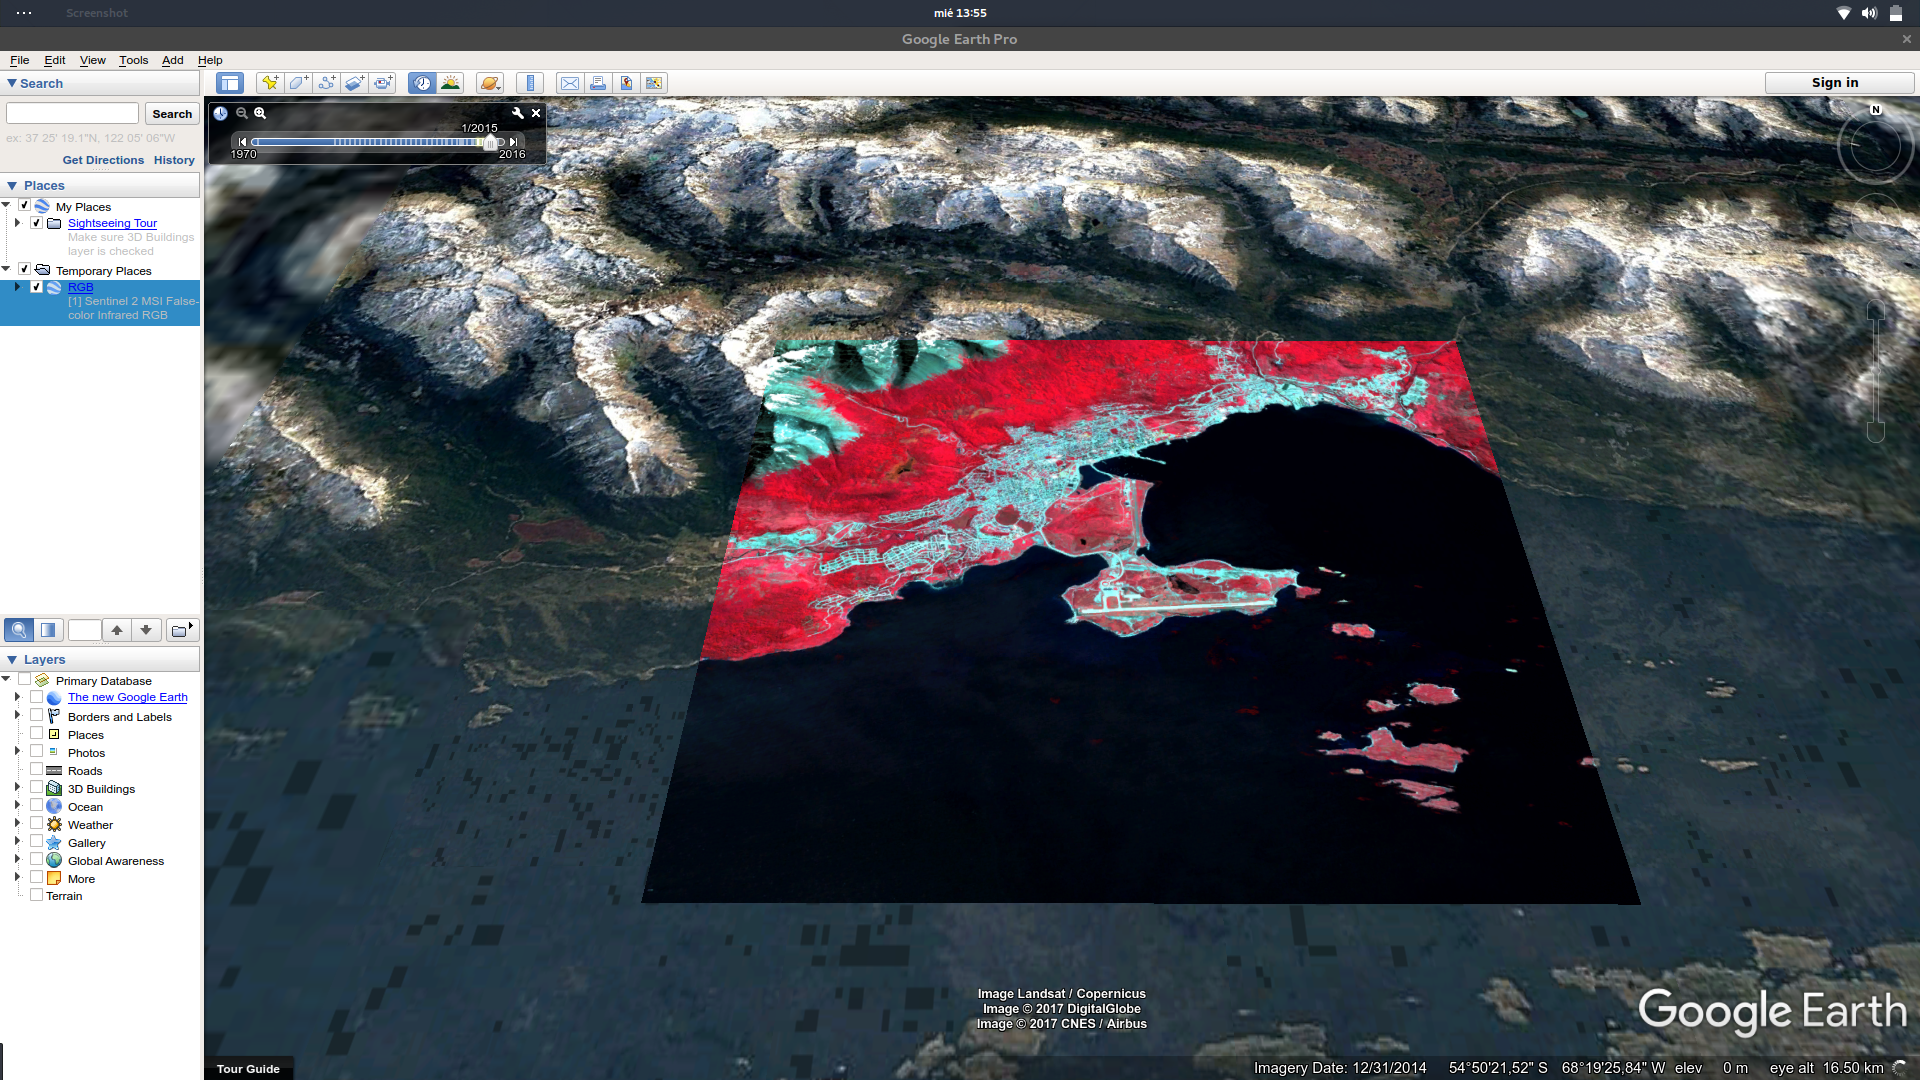 Screenshot
mié 13:55
Google Earth Pro
File Edit View Tools Add Help
Search
Sign in
Search
ex: 37 25' 19.1"N, 122 05' 06"W
Get Directions History
1/2015
1970 2016
N
Places
My Places
Sightseeing Tour
Make sure 3D Buildings
layer is checked
Temporary Places
RGB
[1] Sentinel 2 MSI False-
color Infrared RGB
Layers
Primary Database
The new Google Earth
Borders and Labels
Places
Photos
Roads
3D Buildings
Ocean
Weather
Gallery
Global Awareness
More
Terrain
Image Landsat / Copernicus
Image © 2017 DigitalGlobe
Image © 2017 CNES / Airbus
Google Earth
Tour Guide
Imagery Date: 12/31/2014 54°50'21,52" S 68°19'25,84" W elev 0 m eye alt 16.50 km